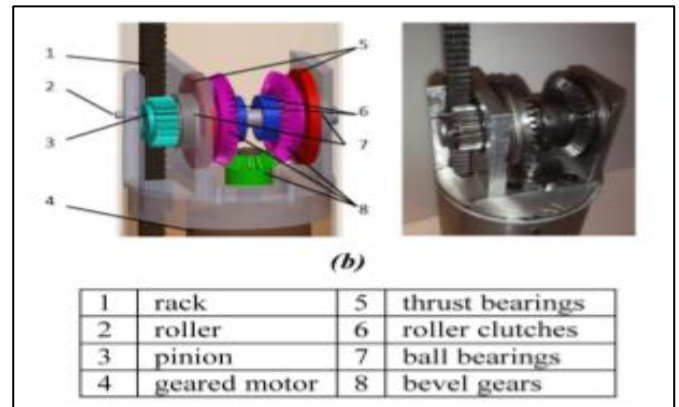 1
2
3
4
5
6
7
8
(b)
1 rack 5 thrust bearings
2 roller 6 roller clutches
3 pinion 7 ball bearings
4 geared motor 8 bevel gears